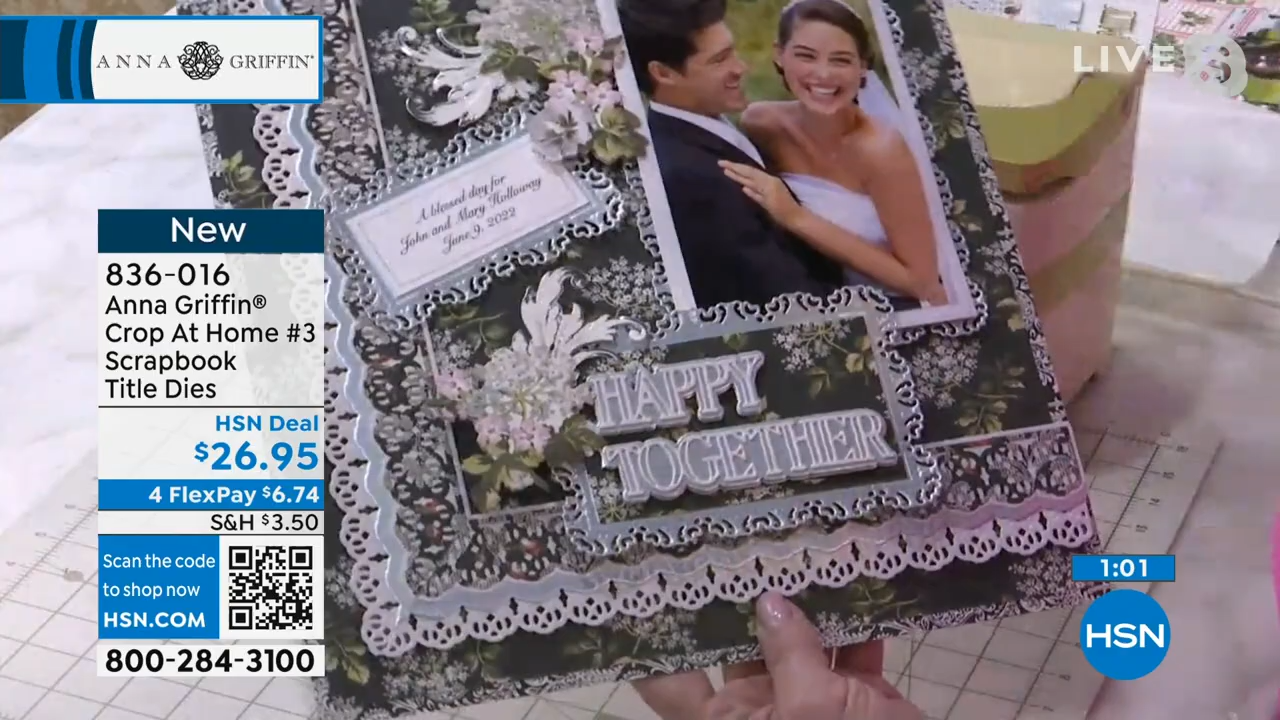 ANNA GRIFFIN®
LIVE 8
New
836-016
Anna Griffin®
Crop At Home #3
Scrapbook
Title Dies
HSN Deal
$26.95
4 FlexPay $6.74
S&H $3.50
Scan the code
to shop now
HSN.COM
800-284-3100
A blessed day for
John and Mary Holloway
June 9, 2022
HAPPY
TOGETHER
1:01
HSN